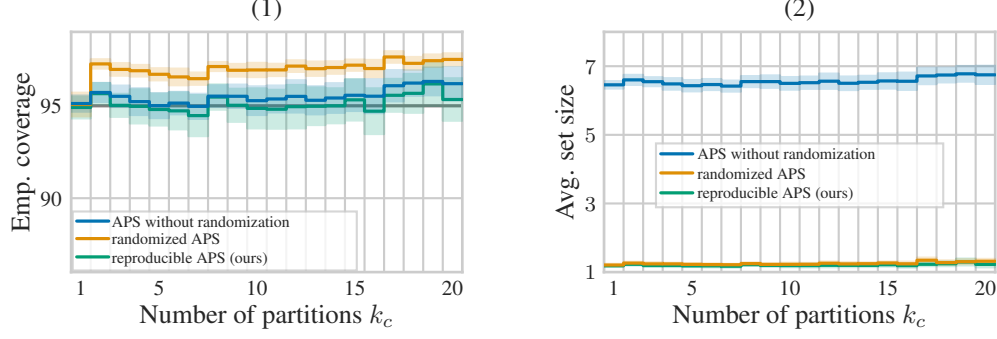 (1)
Emp. coverage
95
90
APS without randomization
randomized APS
reproducible APS (ours)
1 5 10 15 20
Number of partitions k_c
(2)
Avg. set size
7
5
3
1
APS without randomization
randomized APS
reproducible APS (ours)
1 5 10 15 20
Number of partitions k_c